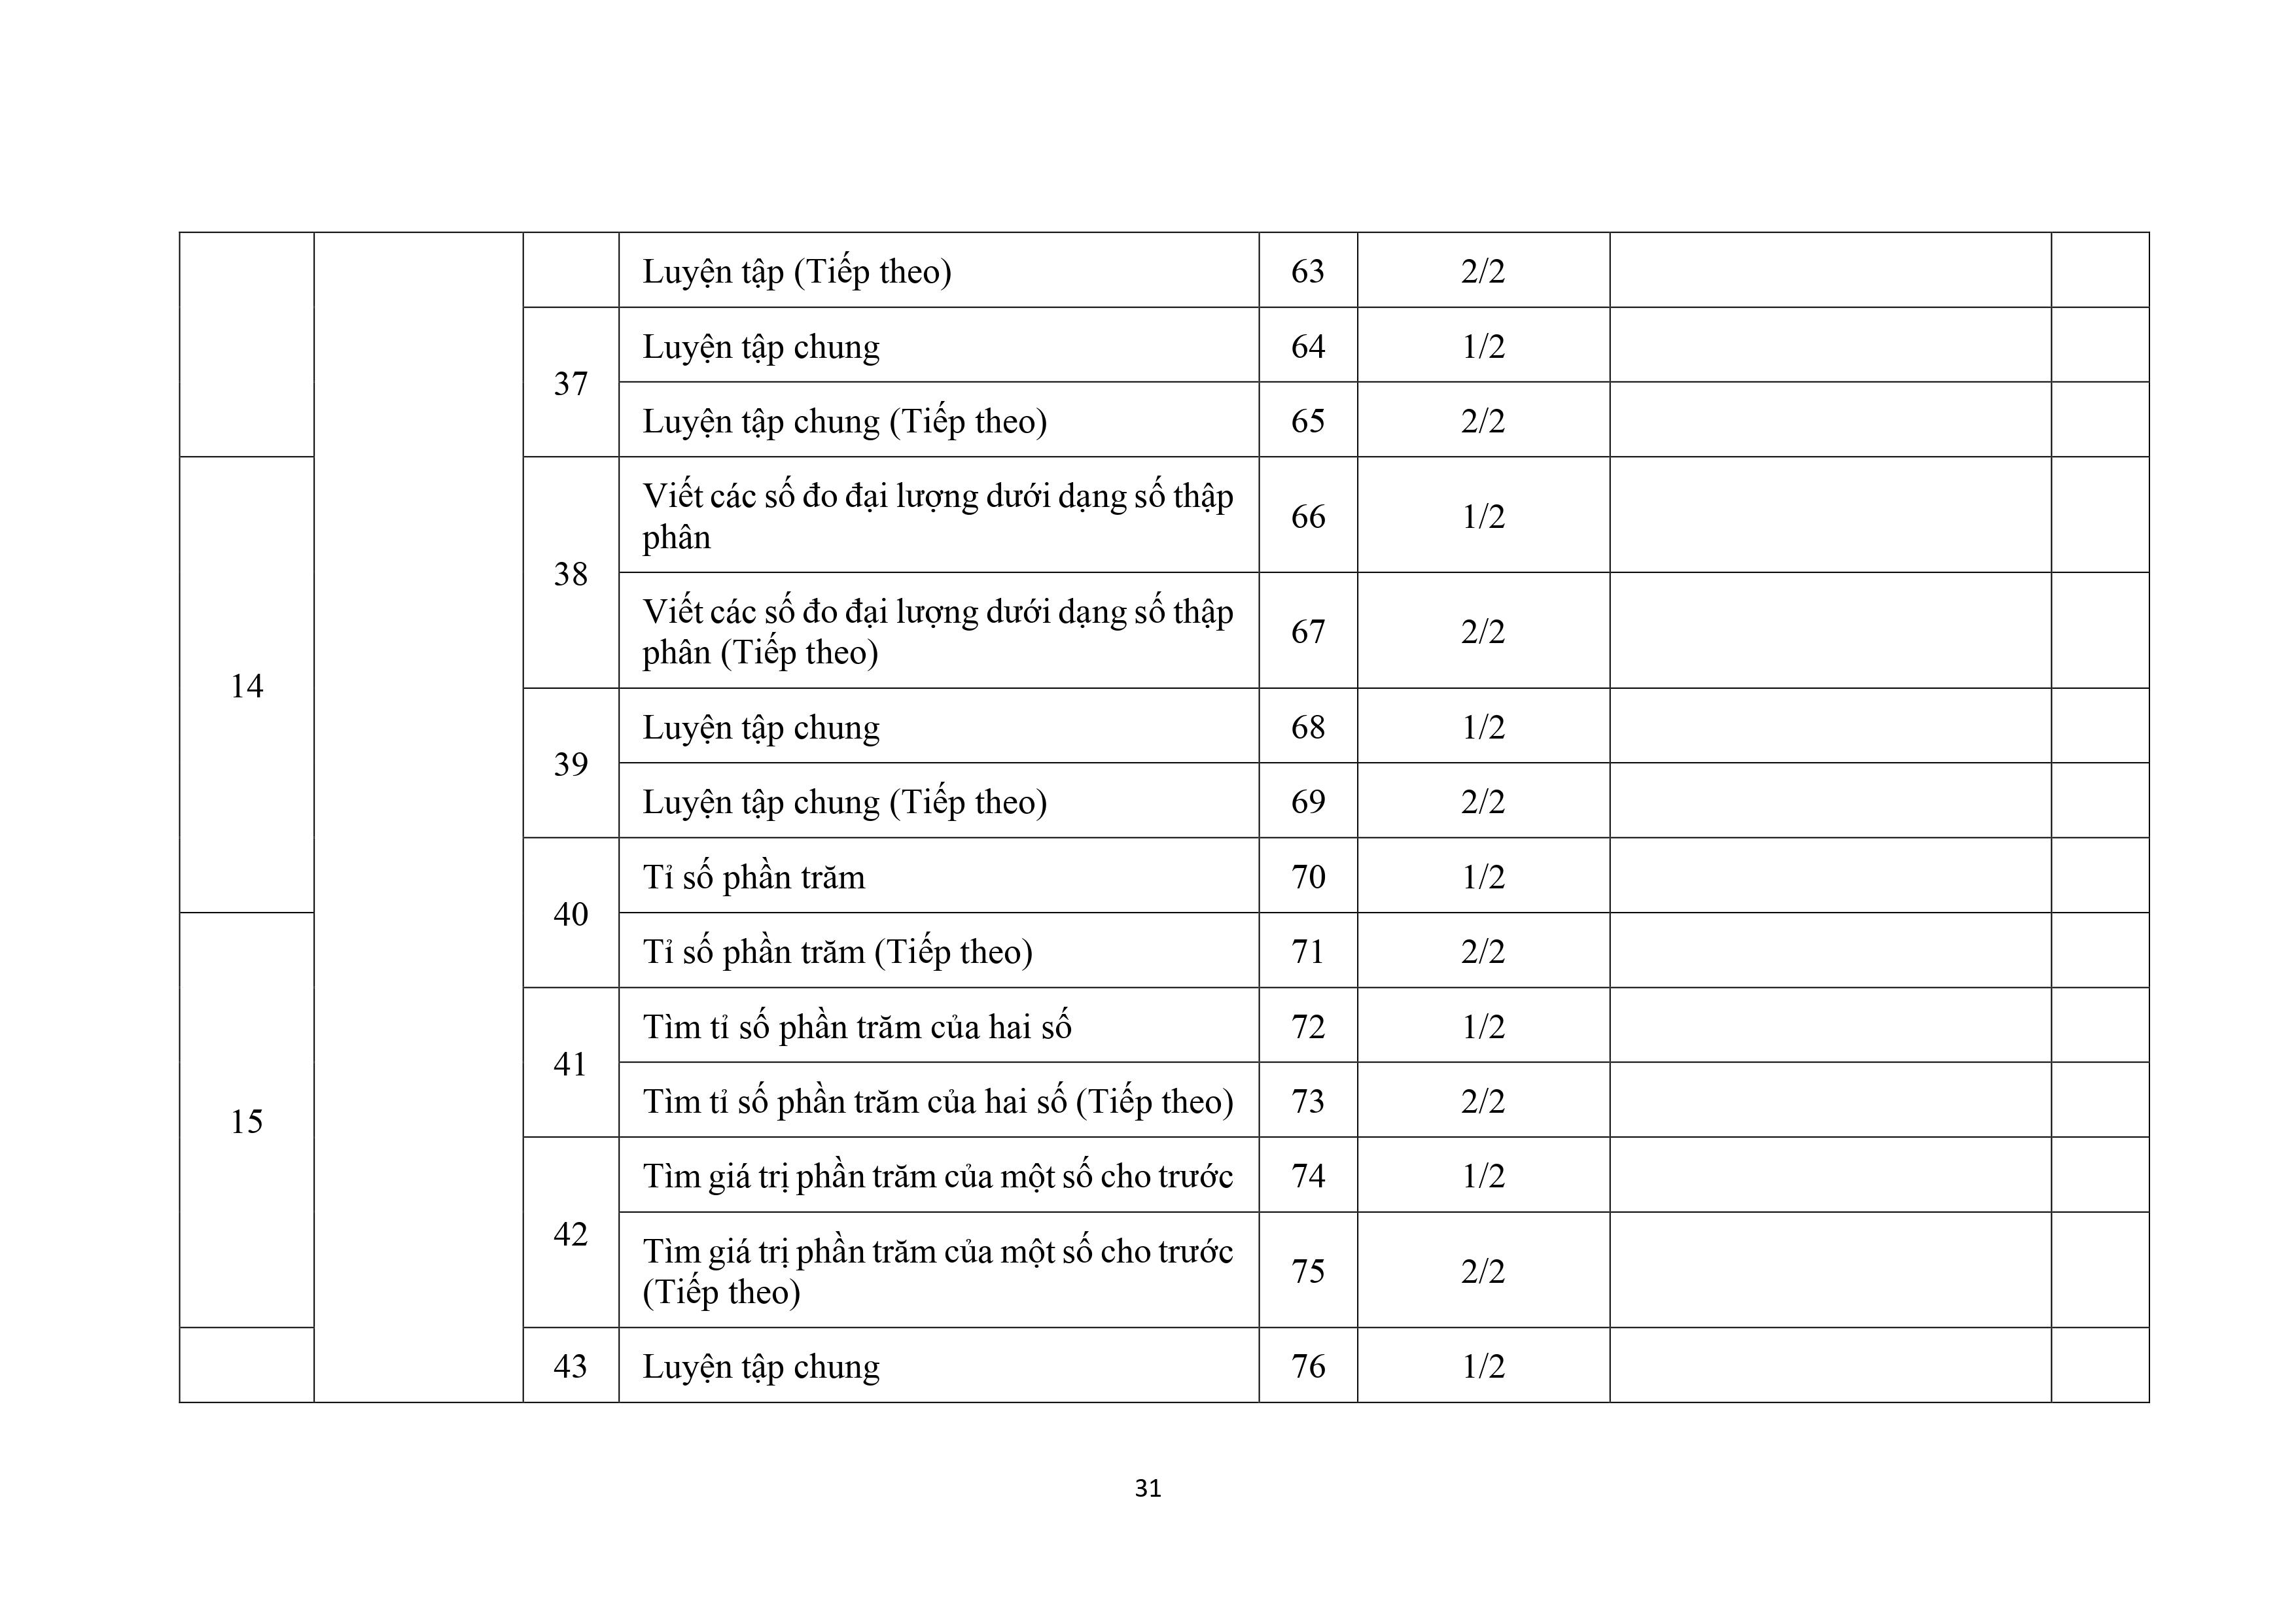 Luyện tập (Tiếp theo) 63 2/2
37
Luyện tập chung 64 1/2
Luyện tập chung (Tiếp theo) 65 2/2
14
38
Viết các số đo đại lượng dưới dạng số thập
phân
66 1/2
Viết các số đo đại lượng dưới dạng số thập
phân (Tiếp theo)
67 2/2
39
Luyện tập chung 68 1/2
Luyện tập chung (Tiếp theo) 69 2/2
40
Tỉ số phần trăm 70 1/2
15
Tỉ số phần trăm (Tiếp theo) 71 2/2
41
Tìm tỉ số phần trăm của hai số 72 1/2
Tìm tỉ số phần trăm của hai số (Tiếp theo) 73 2/2
42
Tìm giá trị phần trăm của một số cho trước 74 1/2
Tìm giá trị phần trăm của một số cho trước
(Tiếp theo)
75 2/2
43 Luyện tập chung 76 1/2
31